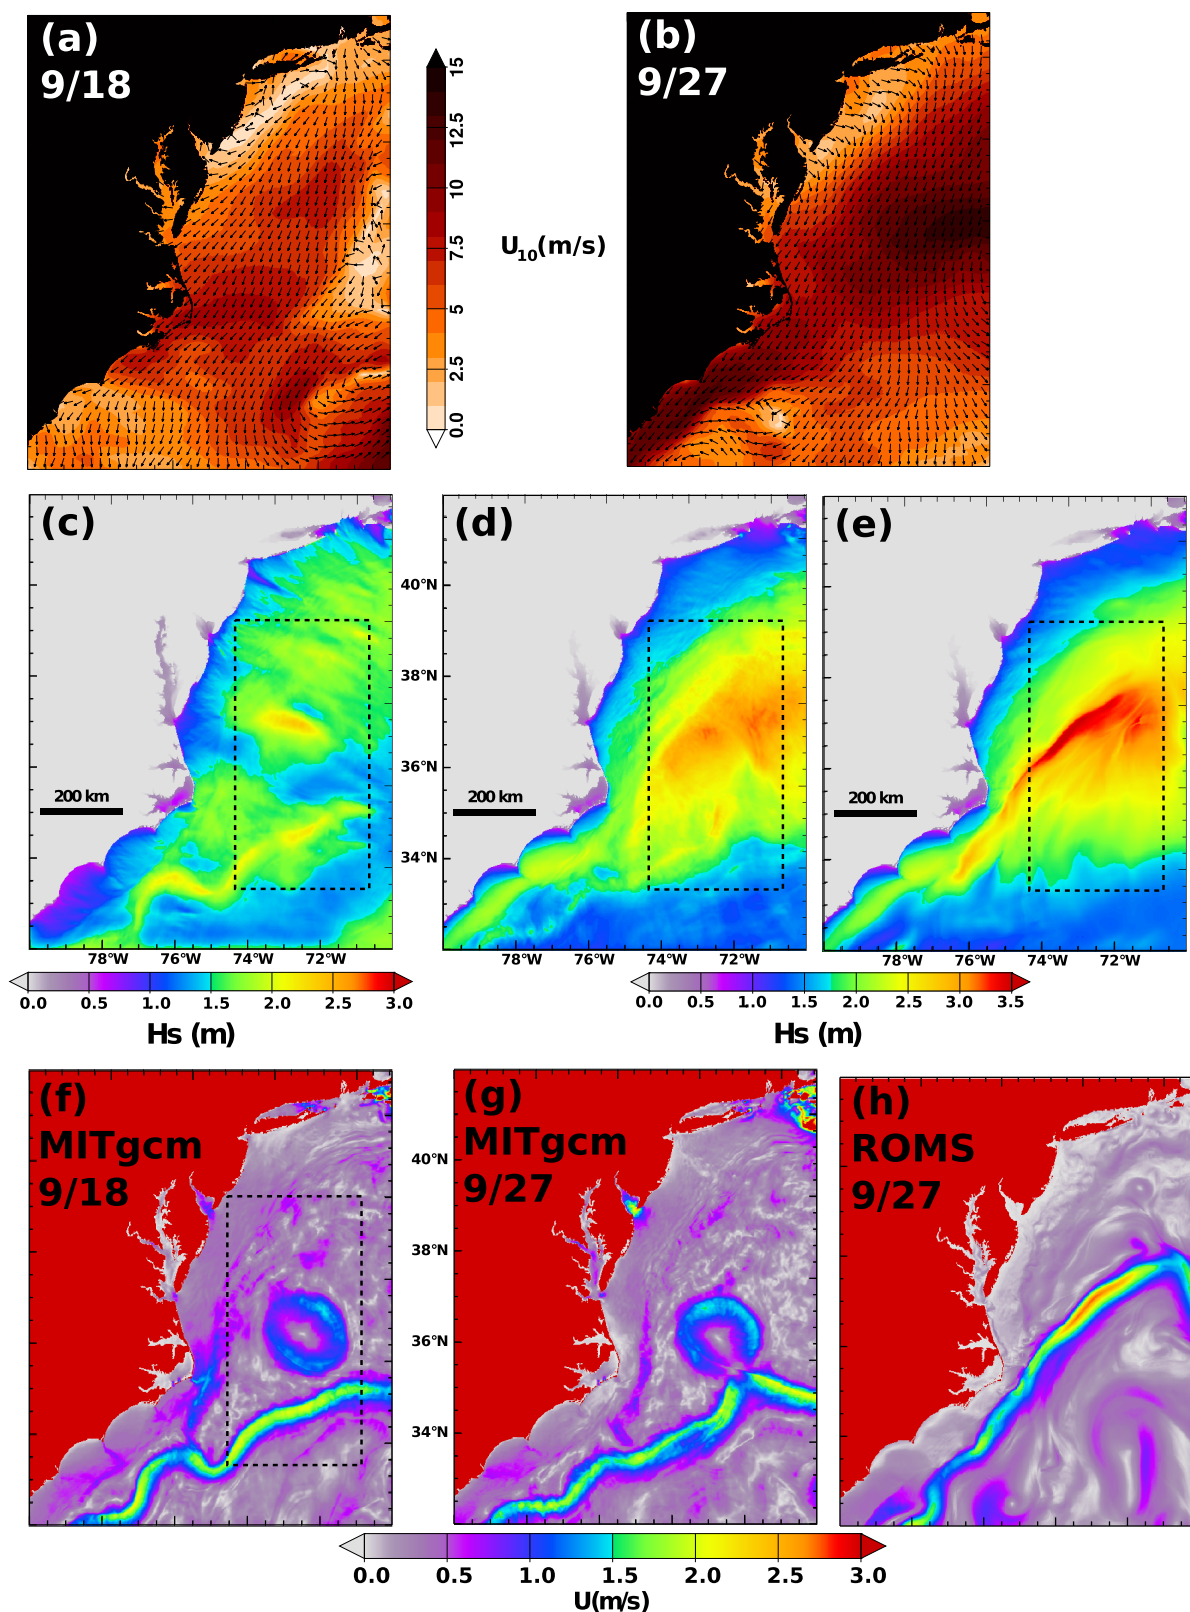 (a)
9/18
(b)
9/27
15
12.5
10
7.5
5
2.5
0.0
U10(m/s)
(c)
(d)
(e)
40°N
38°N
36°N
34°N
200 km
200 km
200 km
78°W 76°W 74°W 72°W
78°W 76°W 74°W 72°W
78°W 76°W 74°W 72°W
0.0 0.5 1.0 1.5 2.0 2.5 3.0
Hs (m)
0.0 0.5 1.0 1.5 2.0 2.5 3.0 3.5
Hs (m)
(f)
MITgcm
9/18
(g)
MITgcm
9/27
(h)
ROMS
9/27
40°N
38°N
36°N
34°N
0.0 0.5 1.0 1.5 2.0 2.5 3.0
U(m/s)